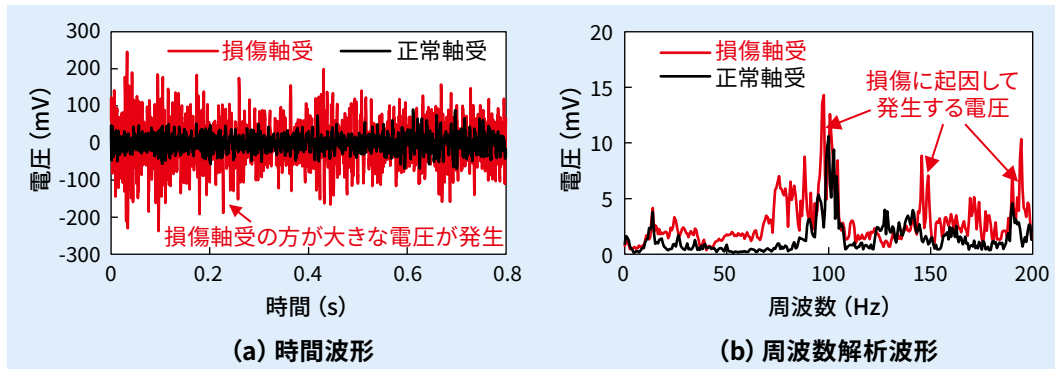 300
200
100
0
-100
-200
-300
電圧（mV）
損傷軸受
正常軸受
損傷軸受の方が大きな電圧が発生
0
0.2
0.4
0.6
0.8
時間（s）
(a) 時間波形
20
15
10
5
0
電圧（mV）
損傷軸受
正常軸受
損傷に起因して
発生する電圧
0
50
100
150
200
周波数（Hz）
(b) 周波数解析波形